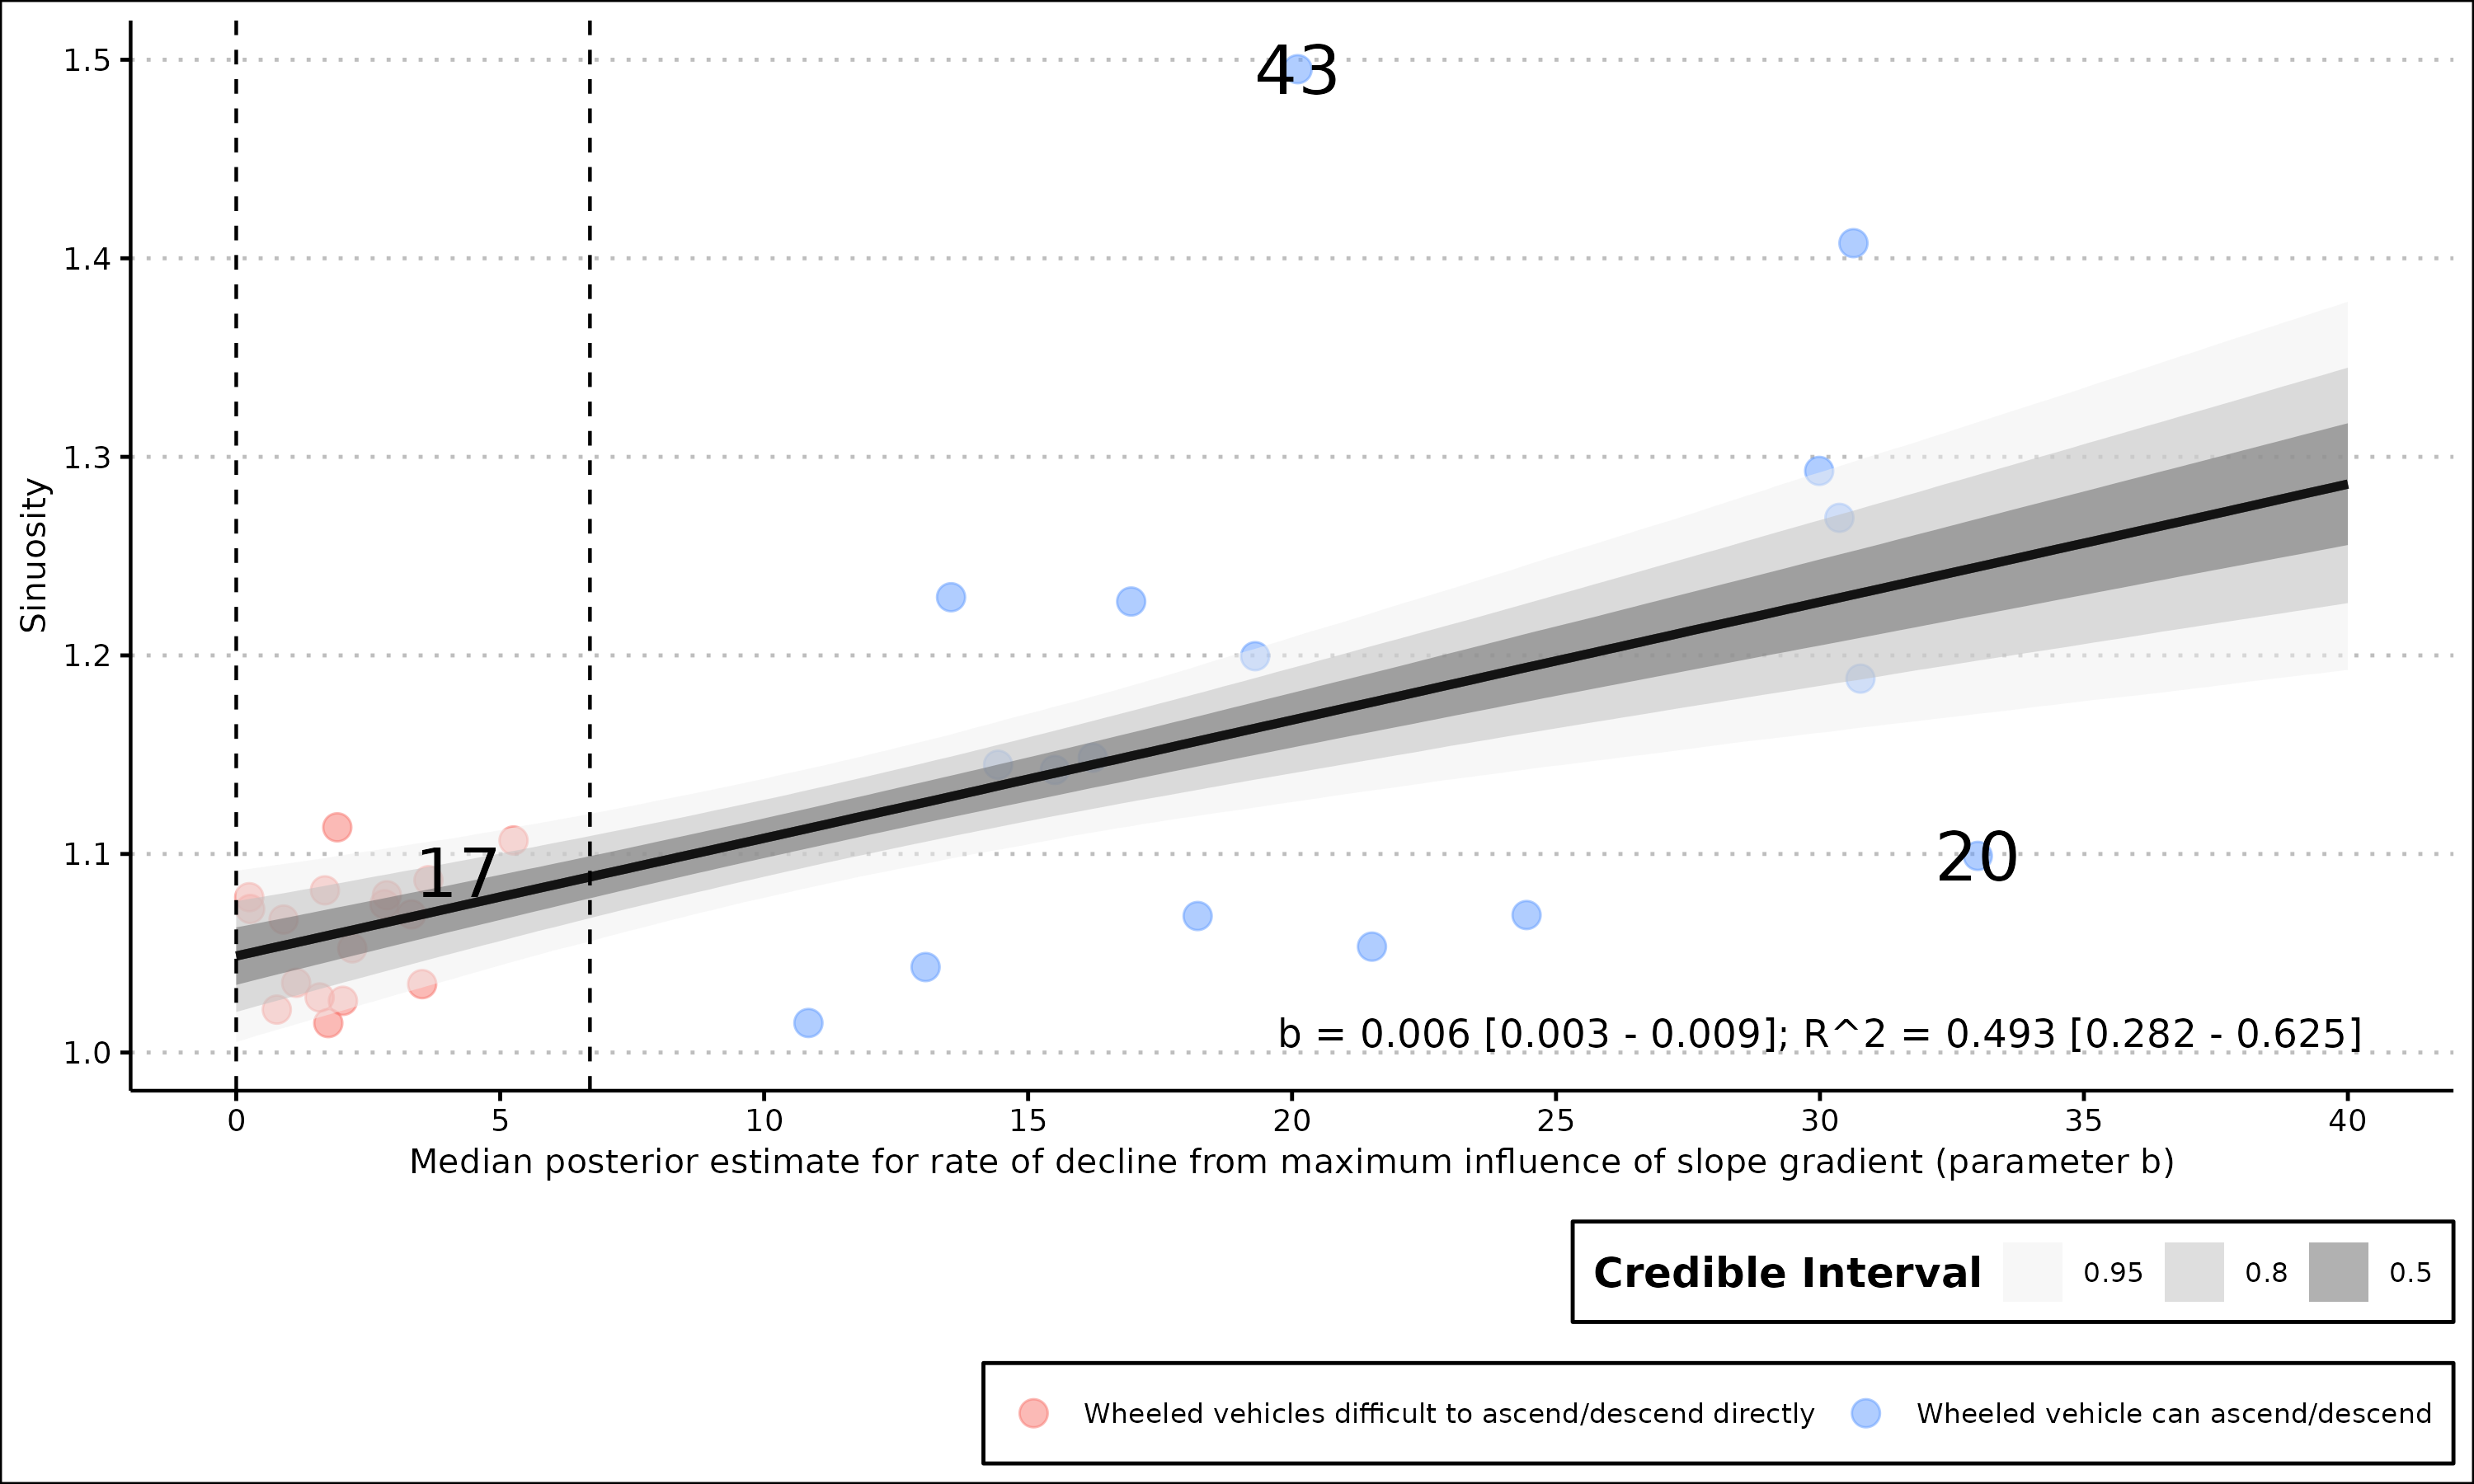 43
1.5
1.4
1.3
1.2
1.1
1.0
Sinuosity
17
20
b = 0.006 [0.003 - 0.009]; R^2 = 0.493 [0.282 - 0.625]
0 5 10 15 20 25 30 35 40
Median posterior estimate for rate of decline from maximum influence of slope gradient (parameter b)
Credible Interval 0.95 0.8 0.5
Wheeled vehicles difficult to ascend/descend directly Wheeled vehicle can ascend/descend